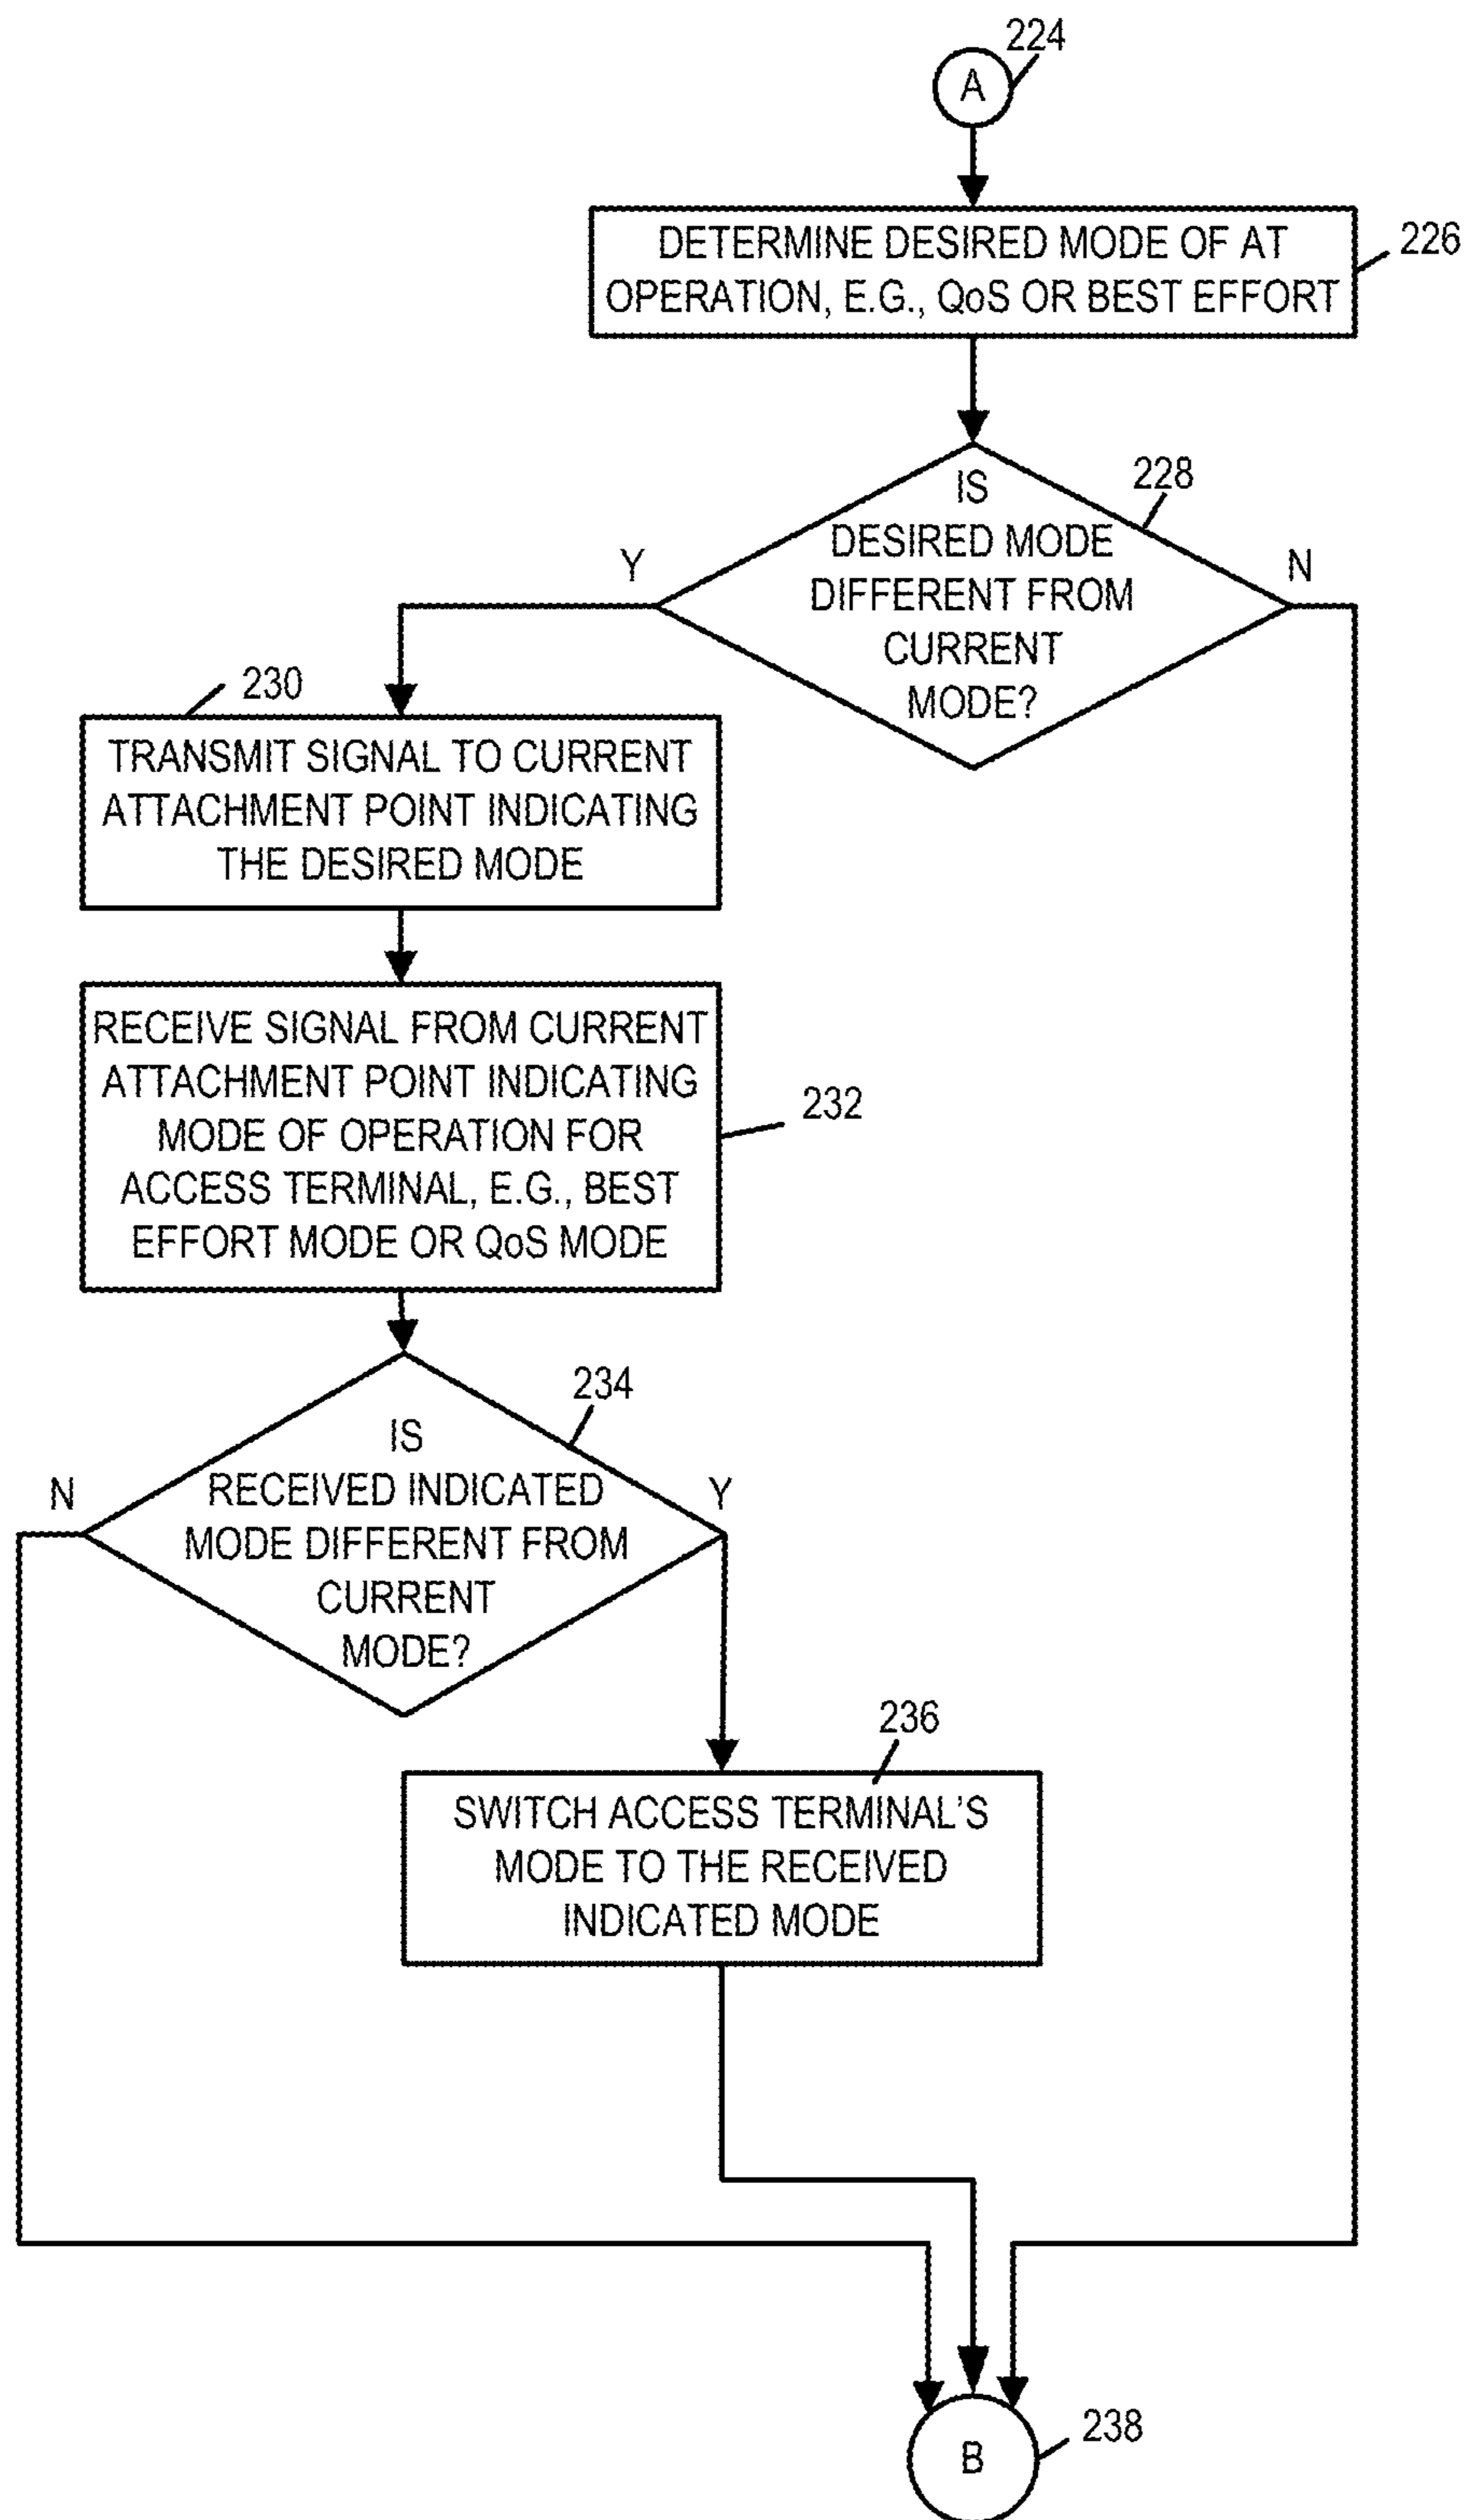 224
A
DETERMINE DESIRED MODE OF AT
OPERATION, E.G., QoS OR BEST EFFORT
226
228
IS
DESIRED MODE
DIFFERENT FROM
CURRENT
MODE?
Y
N
230
TRANSMIT SIGNAL TO CURRENT
ATTACHMENT POINT INDICATING
THE DESIRED MODE
RECEIVE SIGNAL FROM CURRENT
ATTACHMENT POINT INDICATING
MODE OF OPERATION FOR
ACCESS TERMINAL, E.G., BEST
EFFORT MODE OR QoS MODE
232
234
IS
RECEIVED INDICATED
MODE DIFFERENT FROM
CURRENT
MODE?
N
Y
236
SWITCH ACCESS TERMINAL'S
MODE TO THE RECEIVED
INDICATED MODE
B
238